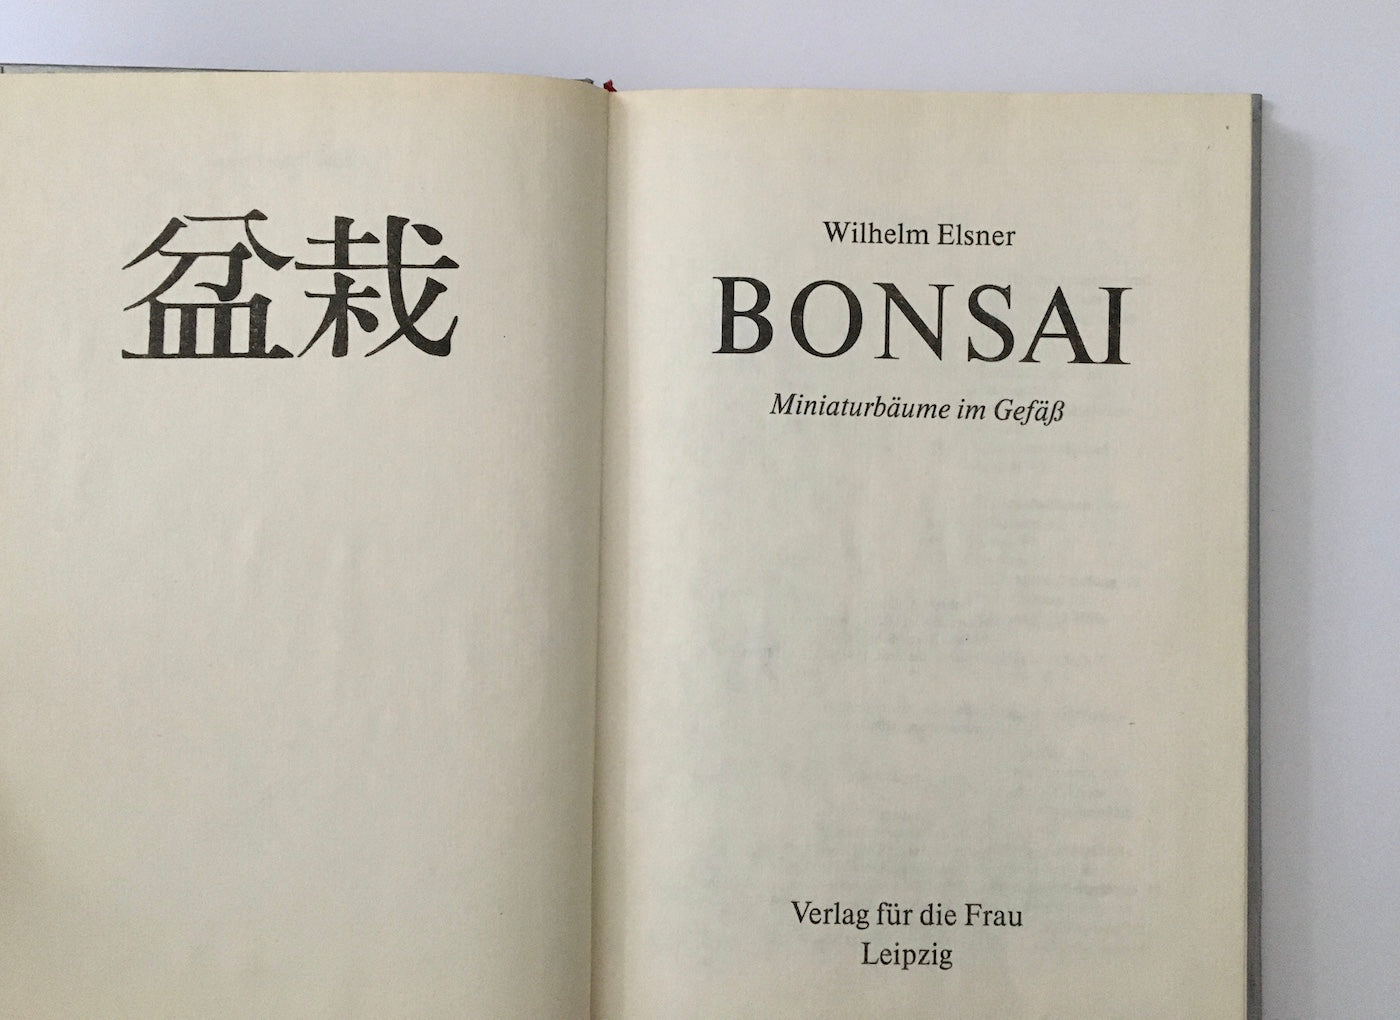 盆栽
Wilhelm Elsner
BONSAI
Miniaturbäume im Gefäß
Verlag für die Frau
Leipzig